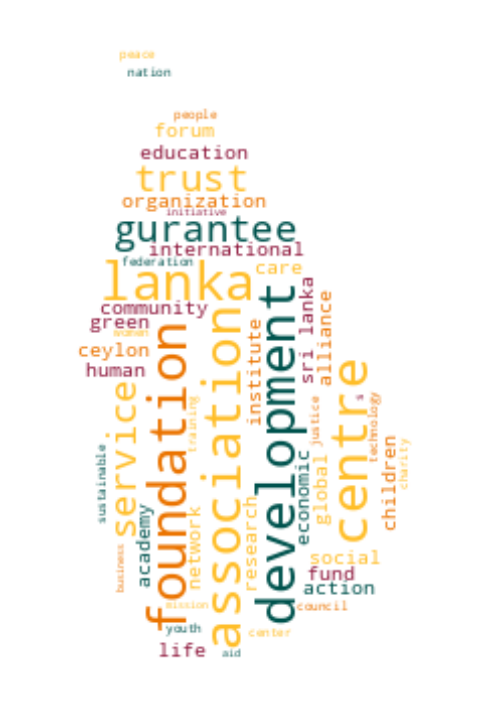 peace
nation
people
forum
education
trust
organization
initiative
gurantee
international
federation
care
lanka
community
green
women
ceylon
human
sri lanka
alliance
development
association
foundation
institute
centre
service
training
justice
s
technology
charity
children
global
economic
sustainable
academy
business
network
research
social
fund
action
council
mission
youth
center
life
aid